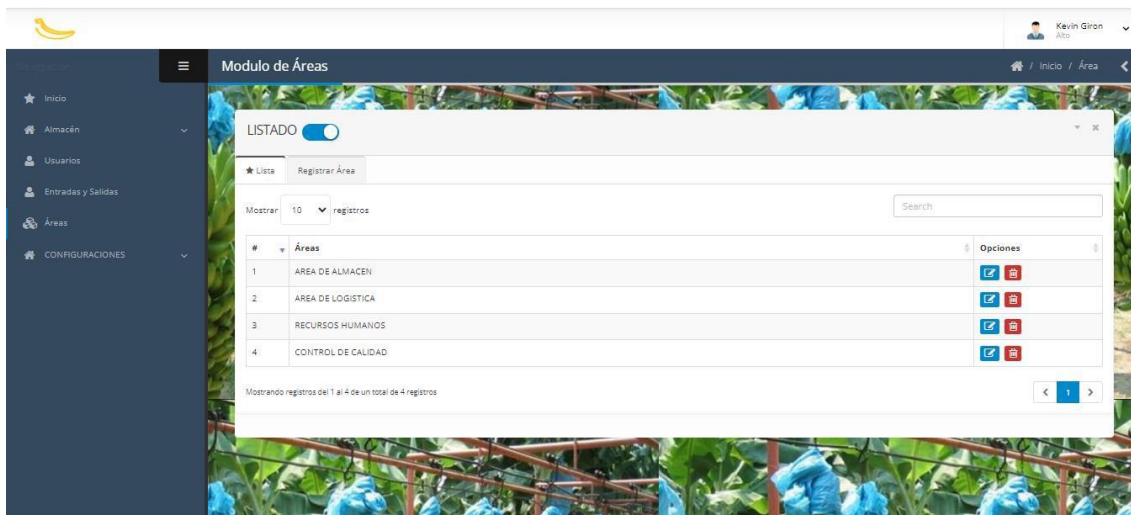 Kevin Giron
Alto
Modulo de Áreas
/ Inicio / Área
Inicio
Almacén
Usuarios
Entradas y Salidas
Áreas
CONFIGURACIONES
LISTADO
Lista
Registrar Área
Mostrar 10 registros
Search
# Áreas Opciones
1 AREA DE ALMACEN
2 AREA DE LOGISTICA
3 RECURSOS HUMANOS
4 CONTROL DE CALIDAD
Mostrando registros del 1 al 4 de un total de 4 registros
1